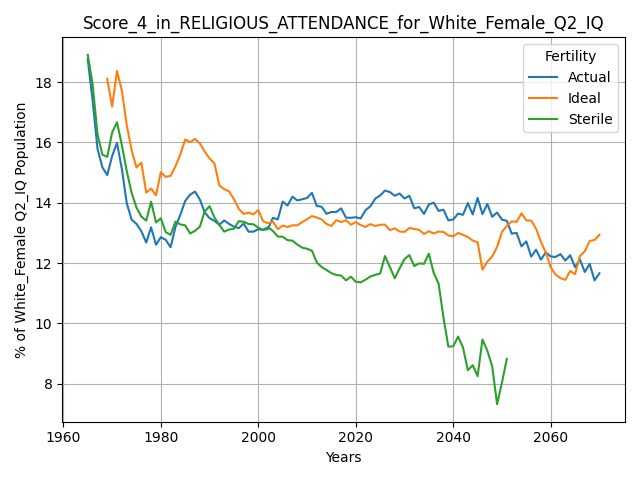 Score_4_in_RELIGIOUS_ATTENDANCE_for_White_Female_Q2_IQ
Fertility
Actual
Ideal
Sterile
% of White_Female Q2_IQ Population
18
16
14
12
10
8
1960 1980 2000 2020 2040 2060
Years